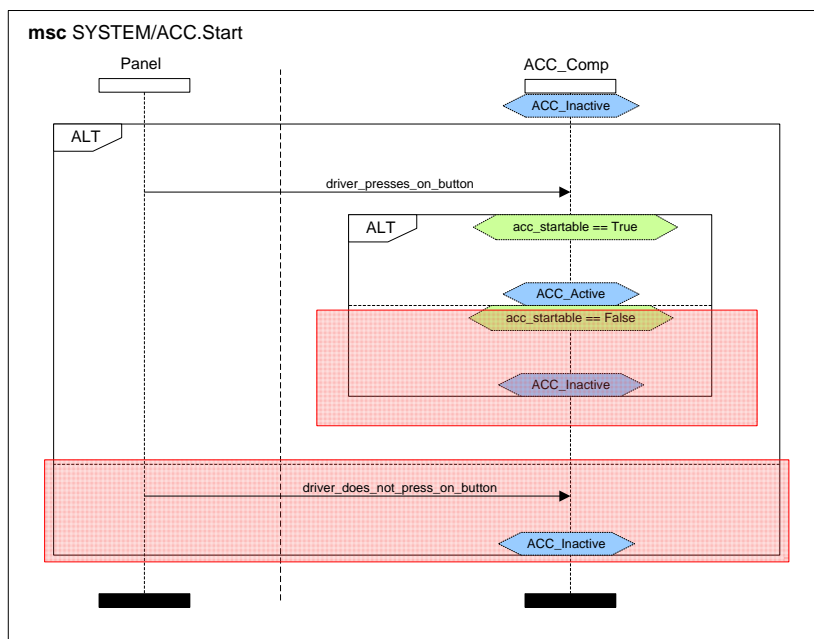 msc SYSTEM/ACC.Start
Panel
ACC_Comp
ACC_Inactive
ALT
driver_presses_on_button
ALT
acc_startable == True
ACC_Active
acc_startable == False
ACC_Inactive
driver_does_not_press_on_button
ACC_Inactive